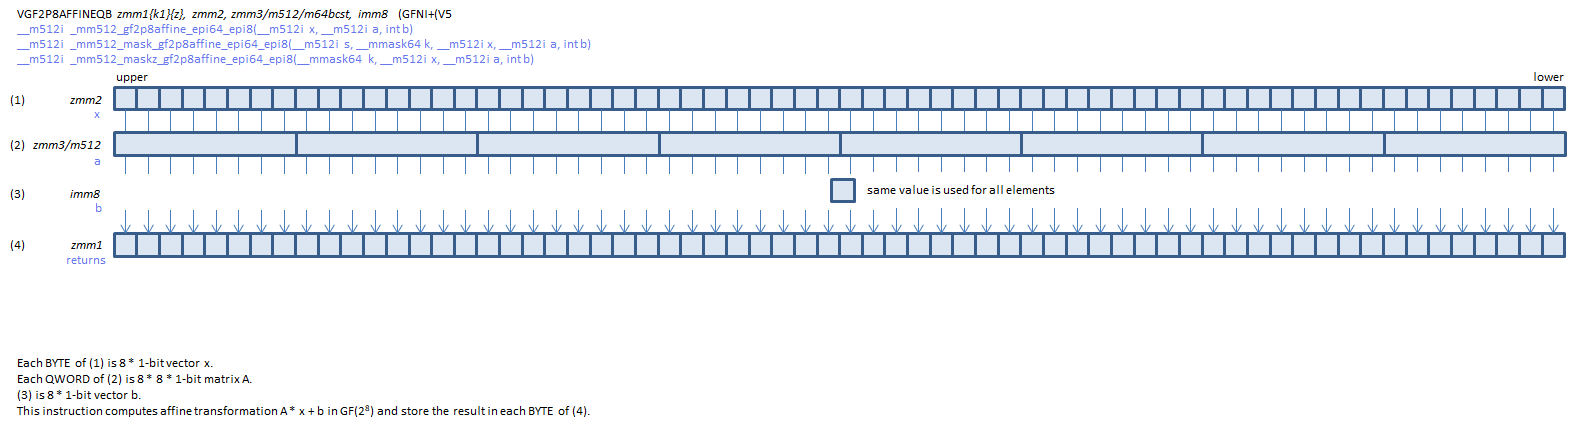 VGF2P8AFFINEQB zmm1{k1}{z}, zmm2, zmm3/m512/m64bcst, imm8 (GFNI+(V5
__m512i _mm512_gf2p8affine_epi64_epi8(__m512i x, __m512i a, int b)
__m512i _mm512_mask_gf2p8affine_epi64_epi8(__m512i s, __mmask64 k, __m512i x, __m512i a, int b)
__m512i _mm512_maskz_gf2p8affine_epi64_epi8(__mmask64 k, __m512i x, __m512i a, int b)
upper lower
(1) zmm2
x
(2) zmm3/m512
a
(3) imm8 same value is used for all elements
b
(4) zmm1
returns
Each BYTE of (1) is 8 * 1-bit vector x.
Each QWORD of (2) is 8 * 8 * 1-bit matrix A.
(3) is 8 * 1-bit vector b.
This instruction computes affine transformation A * x + b in GF(2⁸) and store the result in each BYTE of (4).